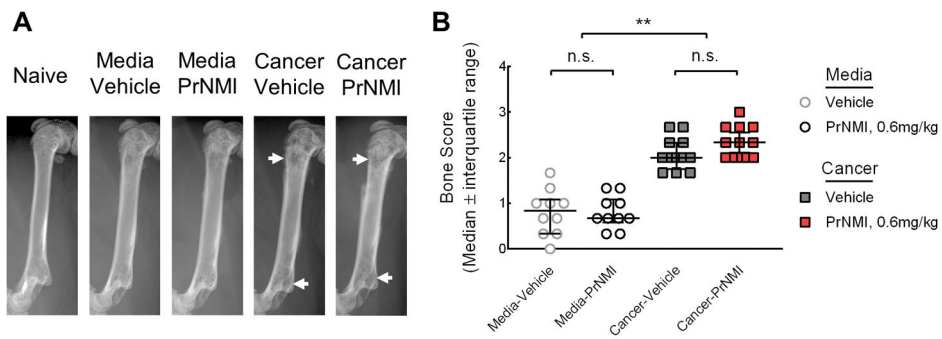 A
Naive
Media
Vehicle
Media
PrNMI
Cancer
Vehicle
Cancer
PrNMI
B
**
n.s.
n.s.
Bone Score
(Median ± interquartile range)
4
3
2
1
0
Media-Vehicle
Media-PrNMI
Cancer-Vehicle
Cancer-PrNMI
Media
Vehicle
PrNMI, 0.6mg/kg
Cancer
Vehicle
PrNMI, 0.6mg/kg